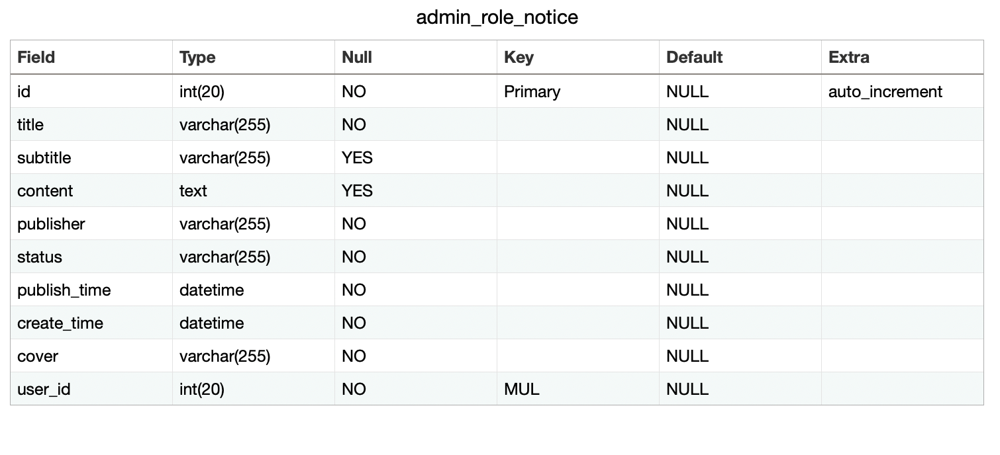 admin_role_notice
Field Type Null Key Default Extra
id int(20) NO Primary NULL auto_increment
title varchar(255) NO NULL
subtitle varchar(255) YES NULL
content text YES NULL
publisher varchar(255) NO NULL
status varchar(255) NO NULL
publish_time datetime NO NULL
create_time datetime NO NULL
cover varchar(255) NO NULL
user_id int(20) NO MUL NULL